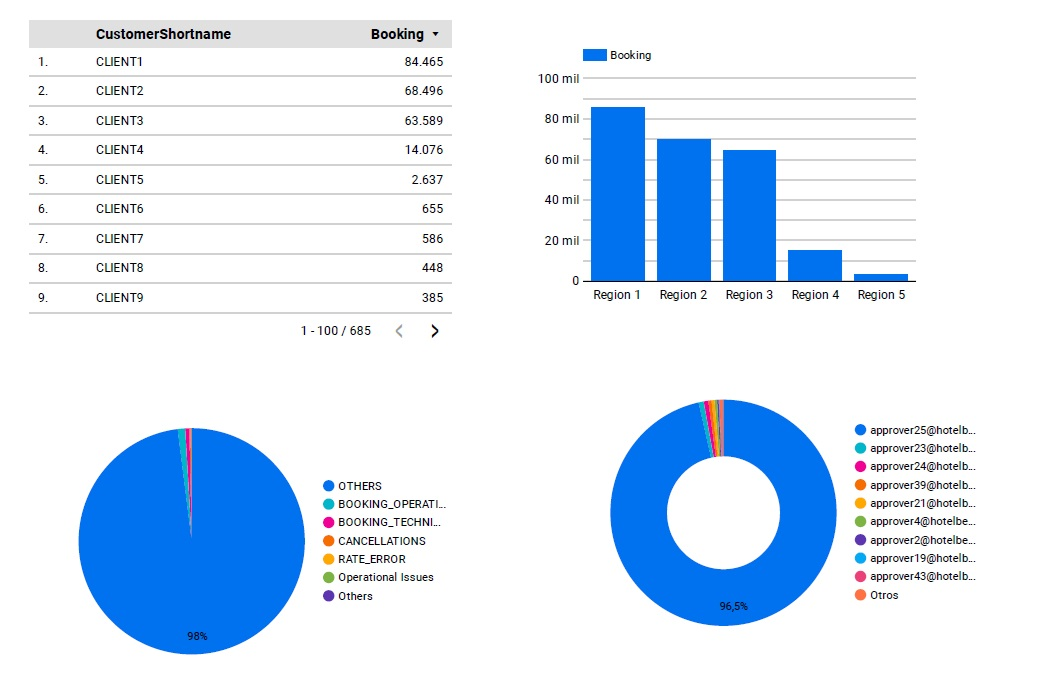 CustomerShortname Booking
1. CLIENT1 84.465
2. CLIENT2 68.496
3. CLIENT3 63.589
4. CLIENT4 14.076
5. CLIENT5 2.637
6. CLIENT6 655
7. CLIENT7 586
8. CLIENT8 448
9. CLIENT9 385
1 - 100 / 685
Booking
100 mil
80 mil
60 mil
40 mil
20 mil
0
Region 1 Region 2 Region 3 Region 4 Region 5
98%
OTHERS
BOOKING_OPERATI...
BOOKING_TECHNI...
CANCELLATIONS
RATE_ERROR
Operational Issues
Others
96,5%
approver25@hotelb...
approver23@hotelb...
approver24@hotelb...
approver39@hotelb...
approver21@hotelb...
approver4@hotelbe...
approver2@hotelbe...
approver19@hotelb...
approver43@hotelb...
Otros